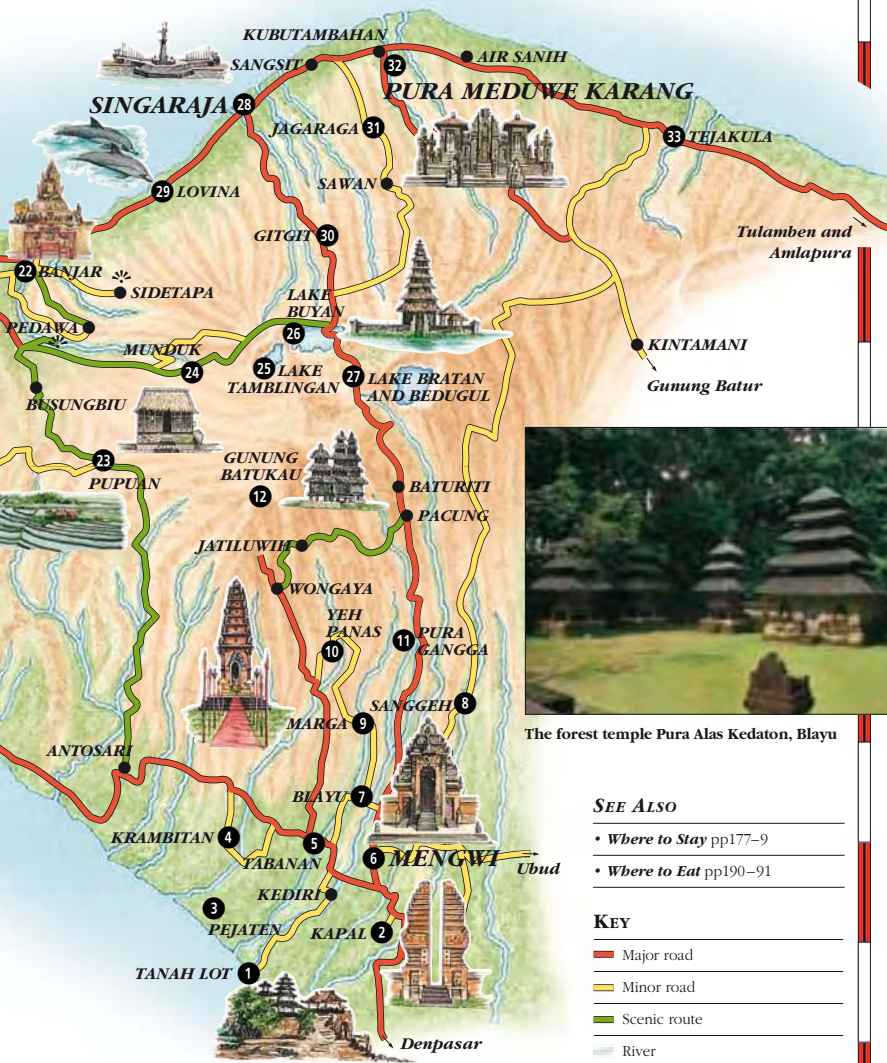 KUBUTAMBAHAN
SANGSIT
AIR SANIH
32
PURA MEDUWE KARANG
SINGARAJA 28
JAGARAGA 31
33 TEJAKULA
SAWAN
29 LOVINA
GITGIT 30
Tulamben and
Amlapura
22 BANJAR
SIDETAPA
LAKE
BUYAN
26
PEDAWA
MUNDUK
24
25 LAKE
TAMBLINGAN
27 LAKE BRATAN
AND BEDUGUL
KINTAMANI
Gunung Batur
BUSUNGBIU
23
PUPUAN
GUNUNG
BATUKAU
12
BATURITI
PACUNG
JATILUWIH
WONGAYA
YEH
PANAS
10
11 PURA
GANGGA
SANGGEH 8
MARGA 9
The forest temple Pura Alas Kedaton, Blayu
ANTOSARI
BLAYU 7
KRAMBITAN 4
5
TABANAN
6 MENGWI
Ubud
KEDIRI
3
PEJATEN
KAPAL 2
TANAH LOT 1
Denpasar
SEE ALSO
• Where to Stay pp177–9
• Where to Eat pp190–91
KEY
Major road
Minor road
Scenic route
River